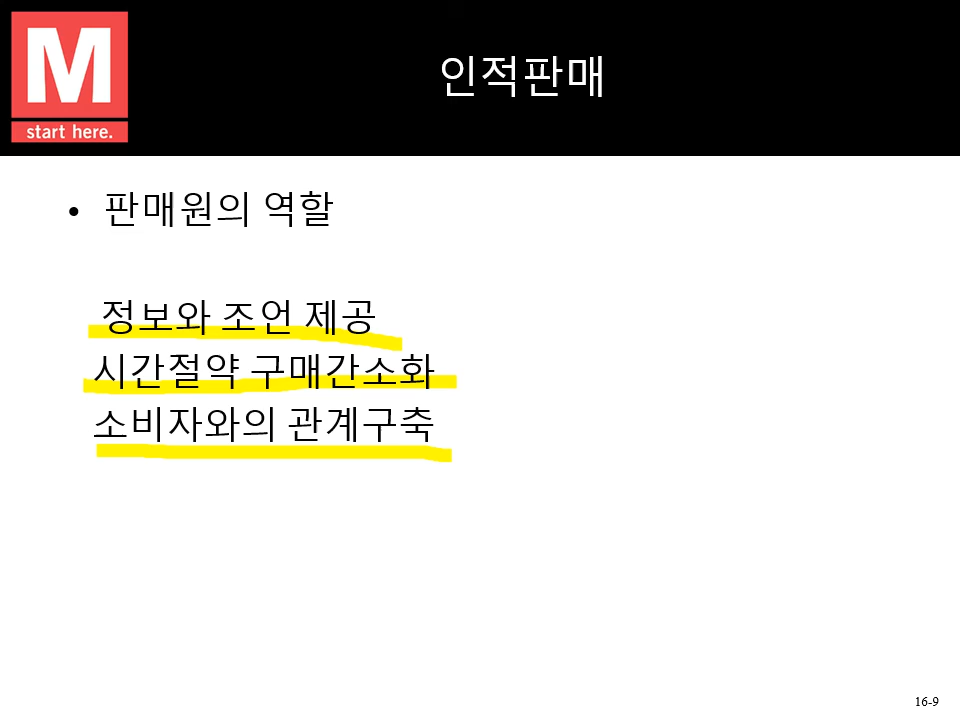 M
start here.
인적판매
• 판매원의 역할
정보와 조언 제공
시간절약 구매간소화
소비자와의 관계구축
16-9